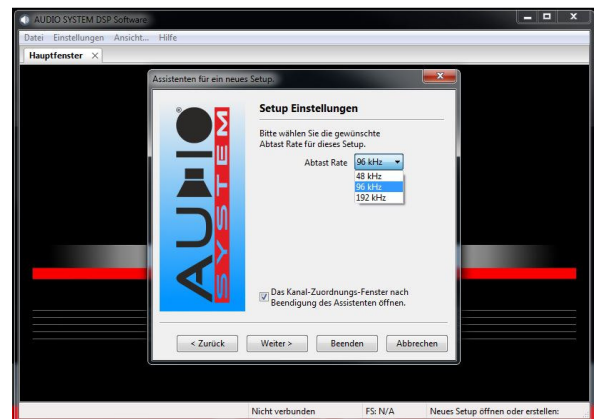 AUDIO SYSTEM DSP Software
Datei Einstellungen Ansicht... Hilfe
Hauptfenster
Assistenten für ein neues Setup.
AUDIO
SYSTEM
Setup Einstellungen
Bitte wählen Sie die gewünschte
Abtast Rate für dieses Setup.
Abtast Rate 96 kHz
48 kHz
96 kHz
192 kHz
Das Kanal-Zuordnungs-Fenster nach
Beendigung des Assistenten öffnen.
< Zurück Weiter > Beenden Abbrechen
Nicht verbunden FS: N/A Neues Setup öffnen oder erstellen: